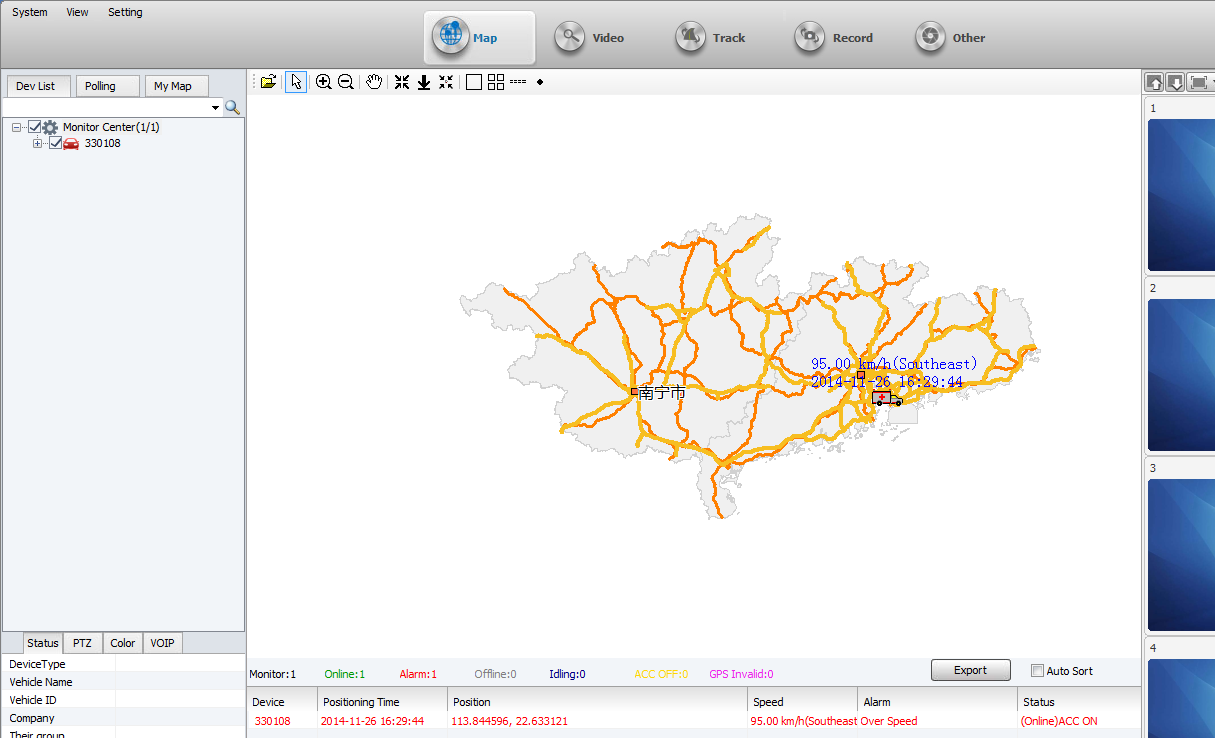 System View Setting
Map Video Track Record Other
Dev List Polling My Map
Monitor Center(1/1)
330108
95.00 km/h(Southeast)
2014-11-26 16:29:44
南宁市
1
2
3
4
Status PTZ Color VOIP
DeviceType
Vehicle Name
Vehicle ID
Company
Their group
Monitor:1 Online:1 Alarm:1 Offline:0 Idling:0 ACC OFF:0 GPS Invalid:0 Export Auto Sort
Device Positioning Time Position Speed Alarm Status
330108 2014-11-26 16:29:44 113.844596, 22.633121 95.00 km/h(Southeast Over Speed (Online)ACC ON